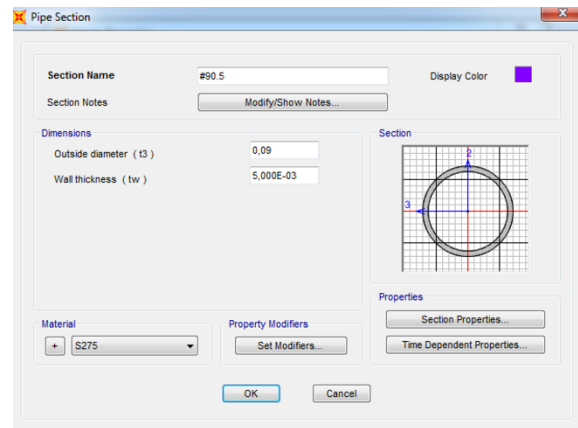 Pipe Section
Section Name #90.5 Display Color
Section Notes Modify/Show Notes...
Dimensions
Outside diameter ( t3 ) 0,09
Wall thickness ( tw ) 5,000E-03
Section
2
3
Properties
Section Properties...
Time Dependent Properties...
Material
+ S275
Property Modifiers
Set Modifiers...
OK Cancel